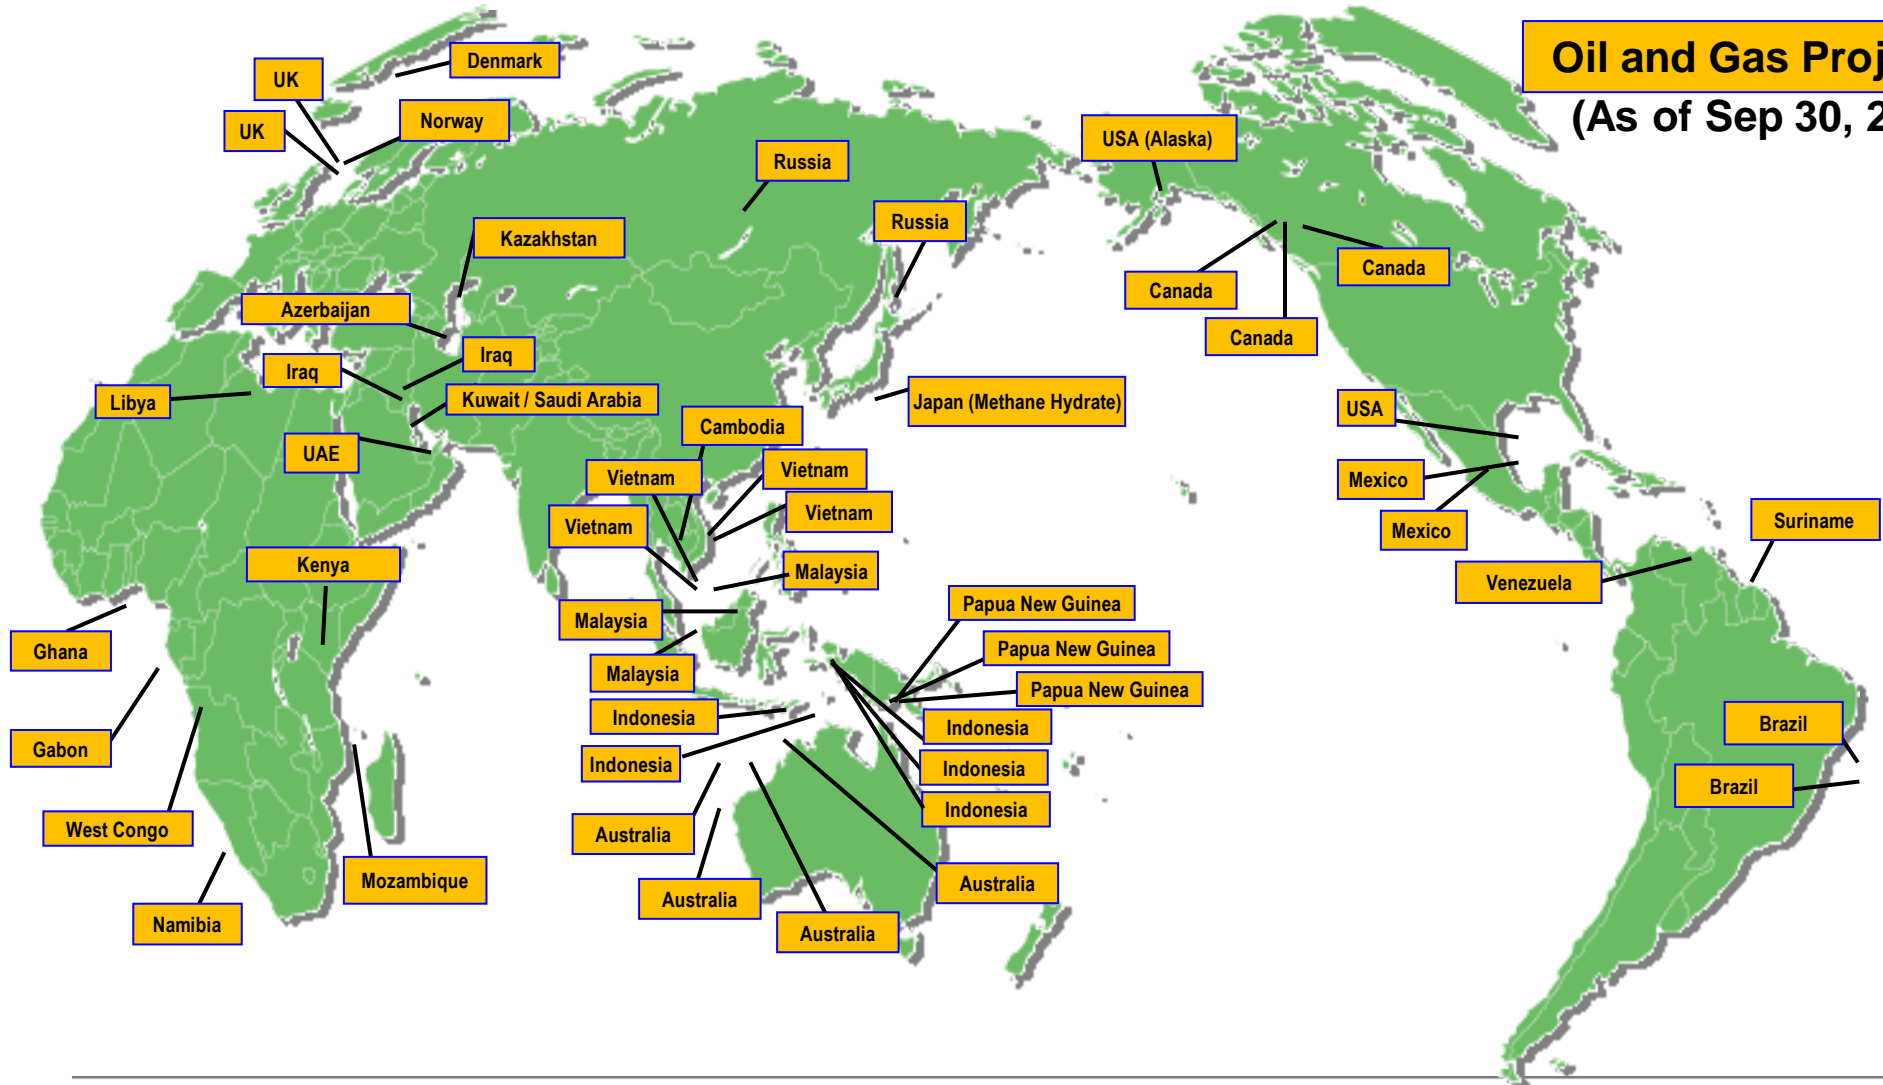 Oil and Gas Proj
(As of Sep 30, 2
Denmark
UK
UK
Norway
USA (Alaska)
Russia
Russia
Kazakhstan
Canada
Canada
Canada
Azerbaijan
Iraq
Iraq
Libya
Kuwait / Saudi Arabia
Japan (Methane Hydrate)
USA
Cambodia
UAE
Vietnam
Vietnam
Mexico
Vietnam
Vietnam
Mexico
Suriname
Kenya
Malaysia
Venezuela
Papua New Guinea
Malaysia
Ghana
Papua New Guinea
Malaysia
Papua New Guinea
Indonesia
Indonesia
Brazil
Gabon
Indonesia
Indonesia
Brazil
Indonesia
West Congo
Australia
Mozambique
Australia
Australia
Namibia
Australia